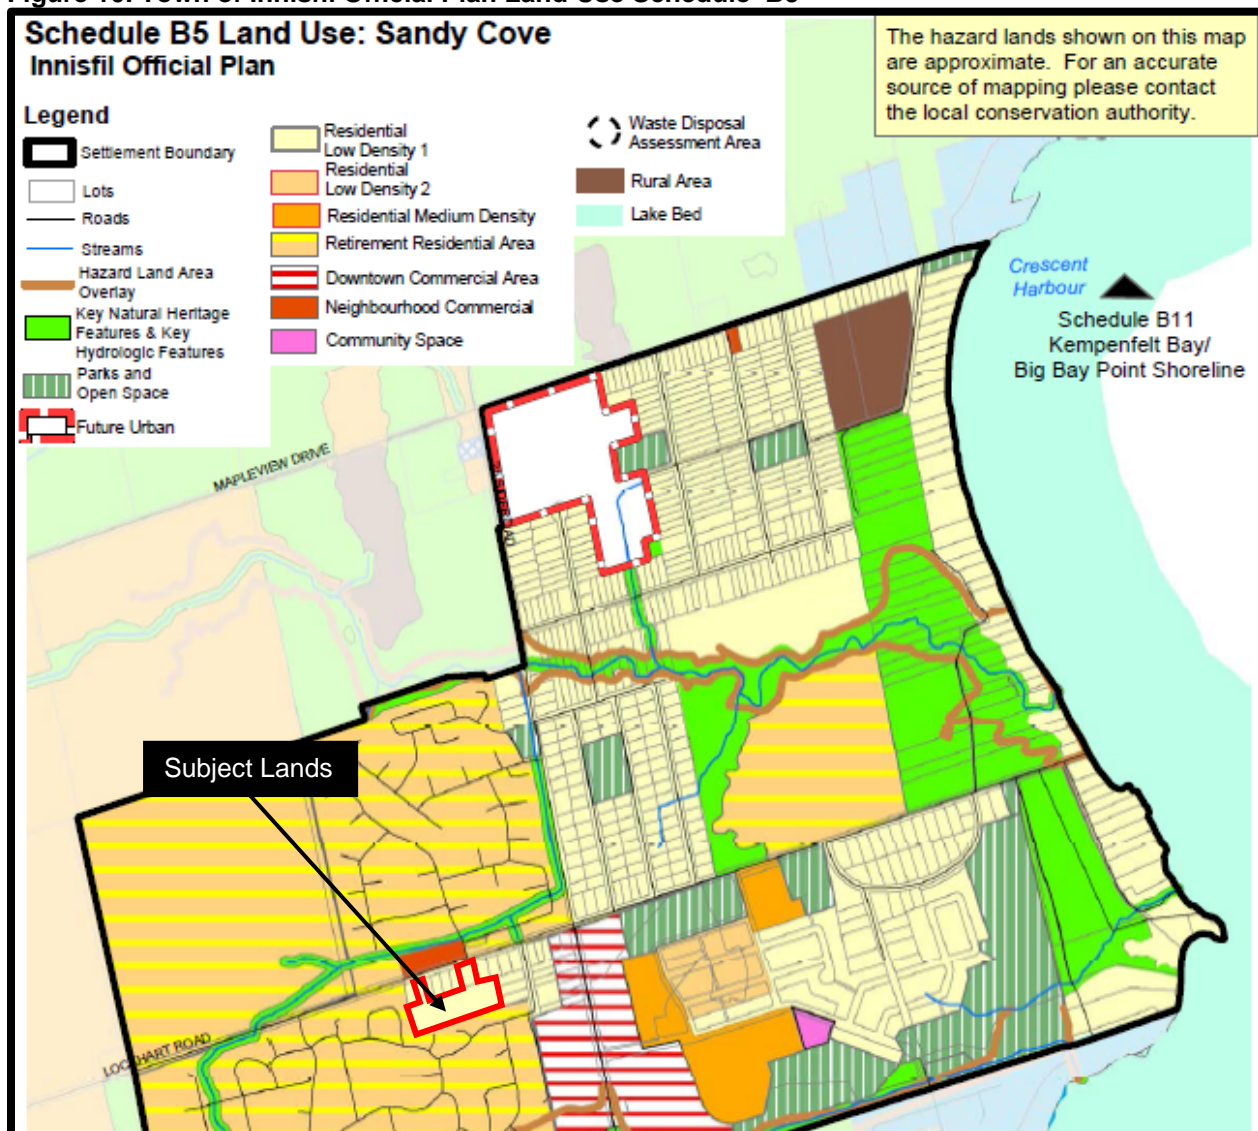 Schedule B5 Land Use: Sandy Cove
Innisfil Official Plan
The hazard lands shown on this map
are approximate.  For an accurate
source of mapping please contact
the local conservation authority.
Legend
Settlement Boundary
Lots
Roads
Streams
Hazard Land Area
Overlay
Key Natural Heritage
Features & Key
Hydrologic Features
Parks and
Open Space
Future Urban
Residential
Low Density 1
Residential
Low Density 2
Residential Medium Density
Retirement Residential Area
Downtown Commercial Area
Neighbourhood Commercial
Community Space
Waste Disposal
Assessment Area
Rural Area
Lake Bed
Crescent
Harbour
Schedule B11
Kempenfelt Bay/
Big Bay Point Shoreline
MAPLEVIEW DRIVE
Subject Lands
LOCKHART ROAD